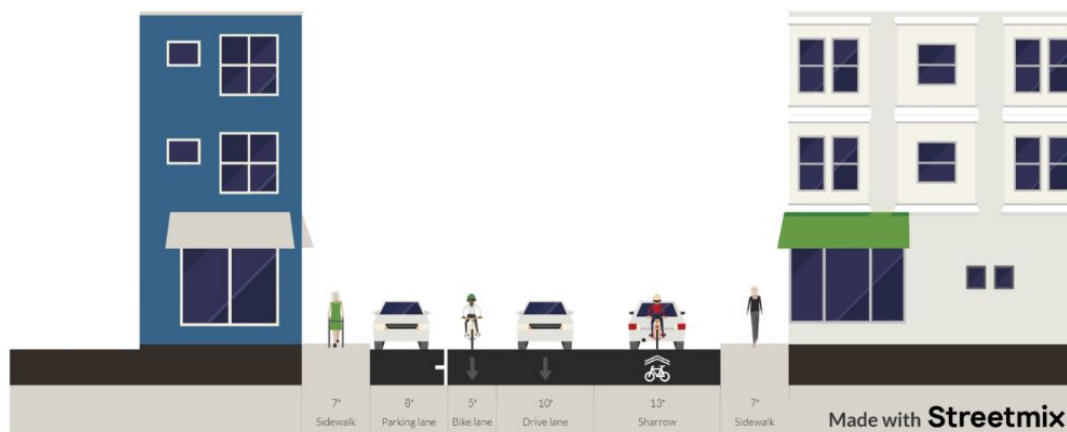 7' 8' 5' 10' 13' 7'
Sidewalk Parking lane Bike lane Drive lane Sharrow Sidewalk
Made with Streetmix